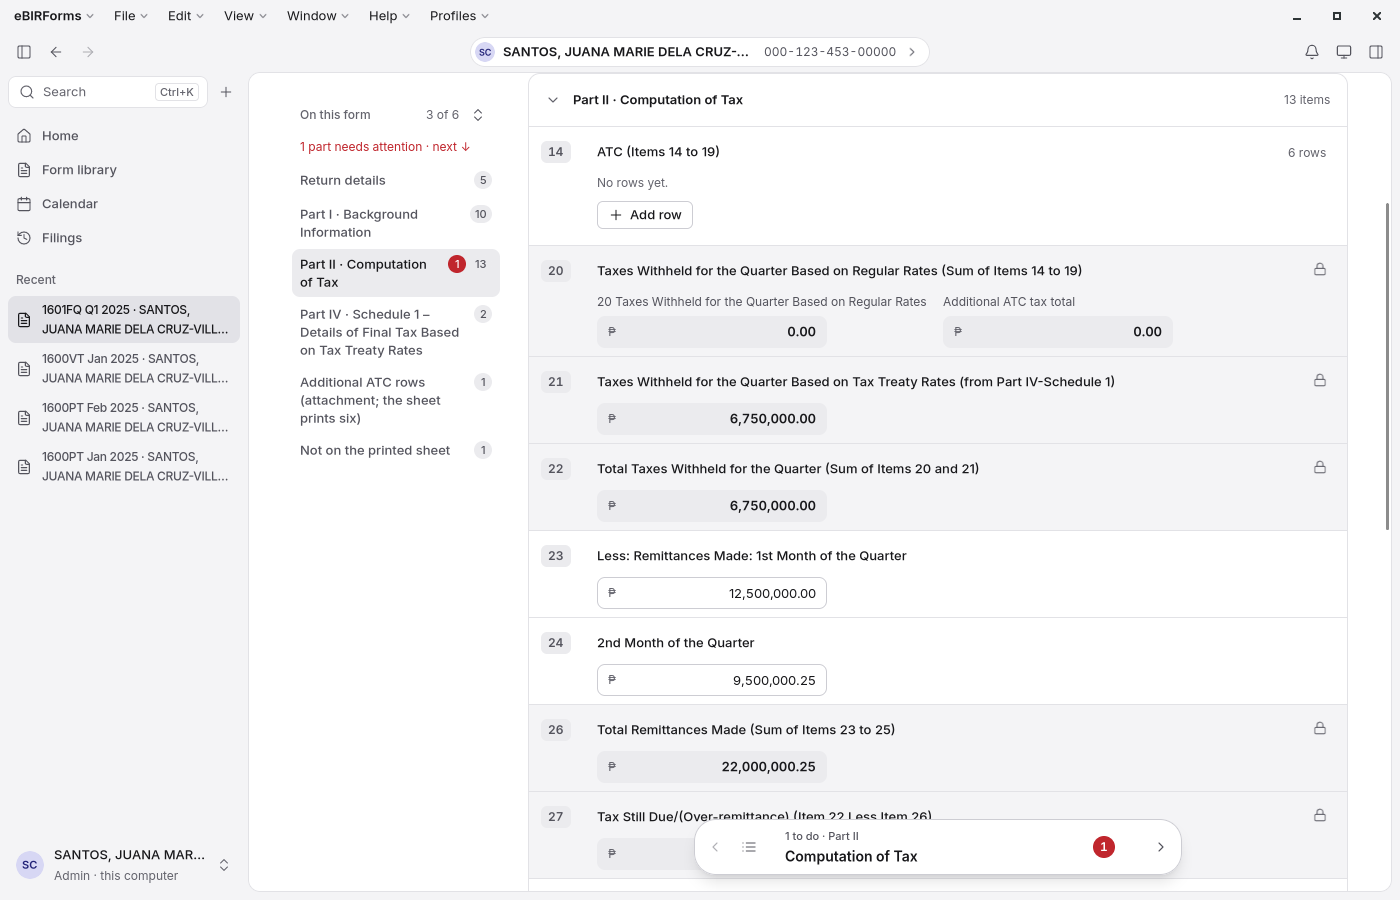 eBIRForms File Edit View Window Help Profiles
SC SANTOS, JUANA MARIE DELA CRUZ-... 000-123-453-00000
Search Ctrl+K
Home
Form library
Calendar
Filings
Recent
1601FQ Q1 2025 · SANTOS,
JUANA MARIE DELA CRUZ-VILL...
1600VT Jan 2025 · SANTOS,
JUANA MARIE DELA CRUZ-VILL...
1600PT Feb 2025 · SANTOS,
JUANA MARIE DELA CRUZ-VILL...
1600PT Jan 2025 · SANTOS,
JUANA MARIE DELA CRUZ-VILL...
SC SANTOS, JUANA MAR...
Admin · this computer
On this form 3 of 6
1 part needs attention · next ↓
Return details 5
Part I · Background 10
Information
Part II · Computation 1 13
of Tax
Part IV · Schedule 1 – 2
Details of Final Tax Based
on Tax Treaty Rates
Additional ATC rows 1
(attachment; the sheet
prints six)
Not on the printed sheet 1
Part II · Computation of Tax 13 items
14 ATC (Items 14 to 19) 6 rows
No rows yet.
Add row
20 Taxes Withheld for the Quarter Based on Regular Rates (Sum of Items 14 to 19)
20 Taxes Withheld for the Quarter Based on Regular Rates Additional ATC tax total
₱ 0.00 ₱ 0.00
21 Taxes Withheld for the Quarter Based on Tax Treaty Rates (from Part IV-Schedule 1)
₱ 6,750,000.00
22 Total Taxes Withheld for the Quarter (Sum of Items 20 and 21)
₱ 6,750,000.00
23 Less: Remittances Made: 1st Month of the Quarter
₱ 12,500,000.00
24 2nd Month of the Quarter
₱ 9,500,000.25
26 Total Remittances Made (Sum of Items 23 to 25)
₱ 22,000,000.25
27 Tax Still Due/(Over-remittance) (Item 22 Less Item 26)
₱
1 to do · Part II
Computation of Tax 1